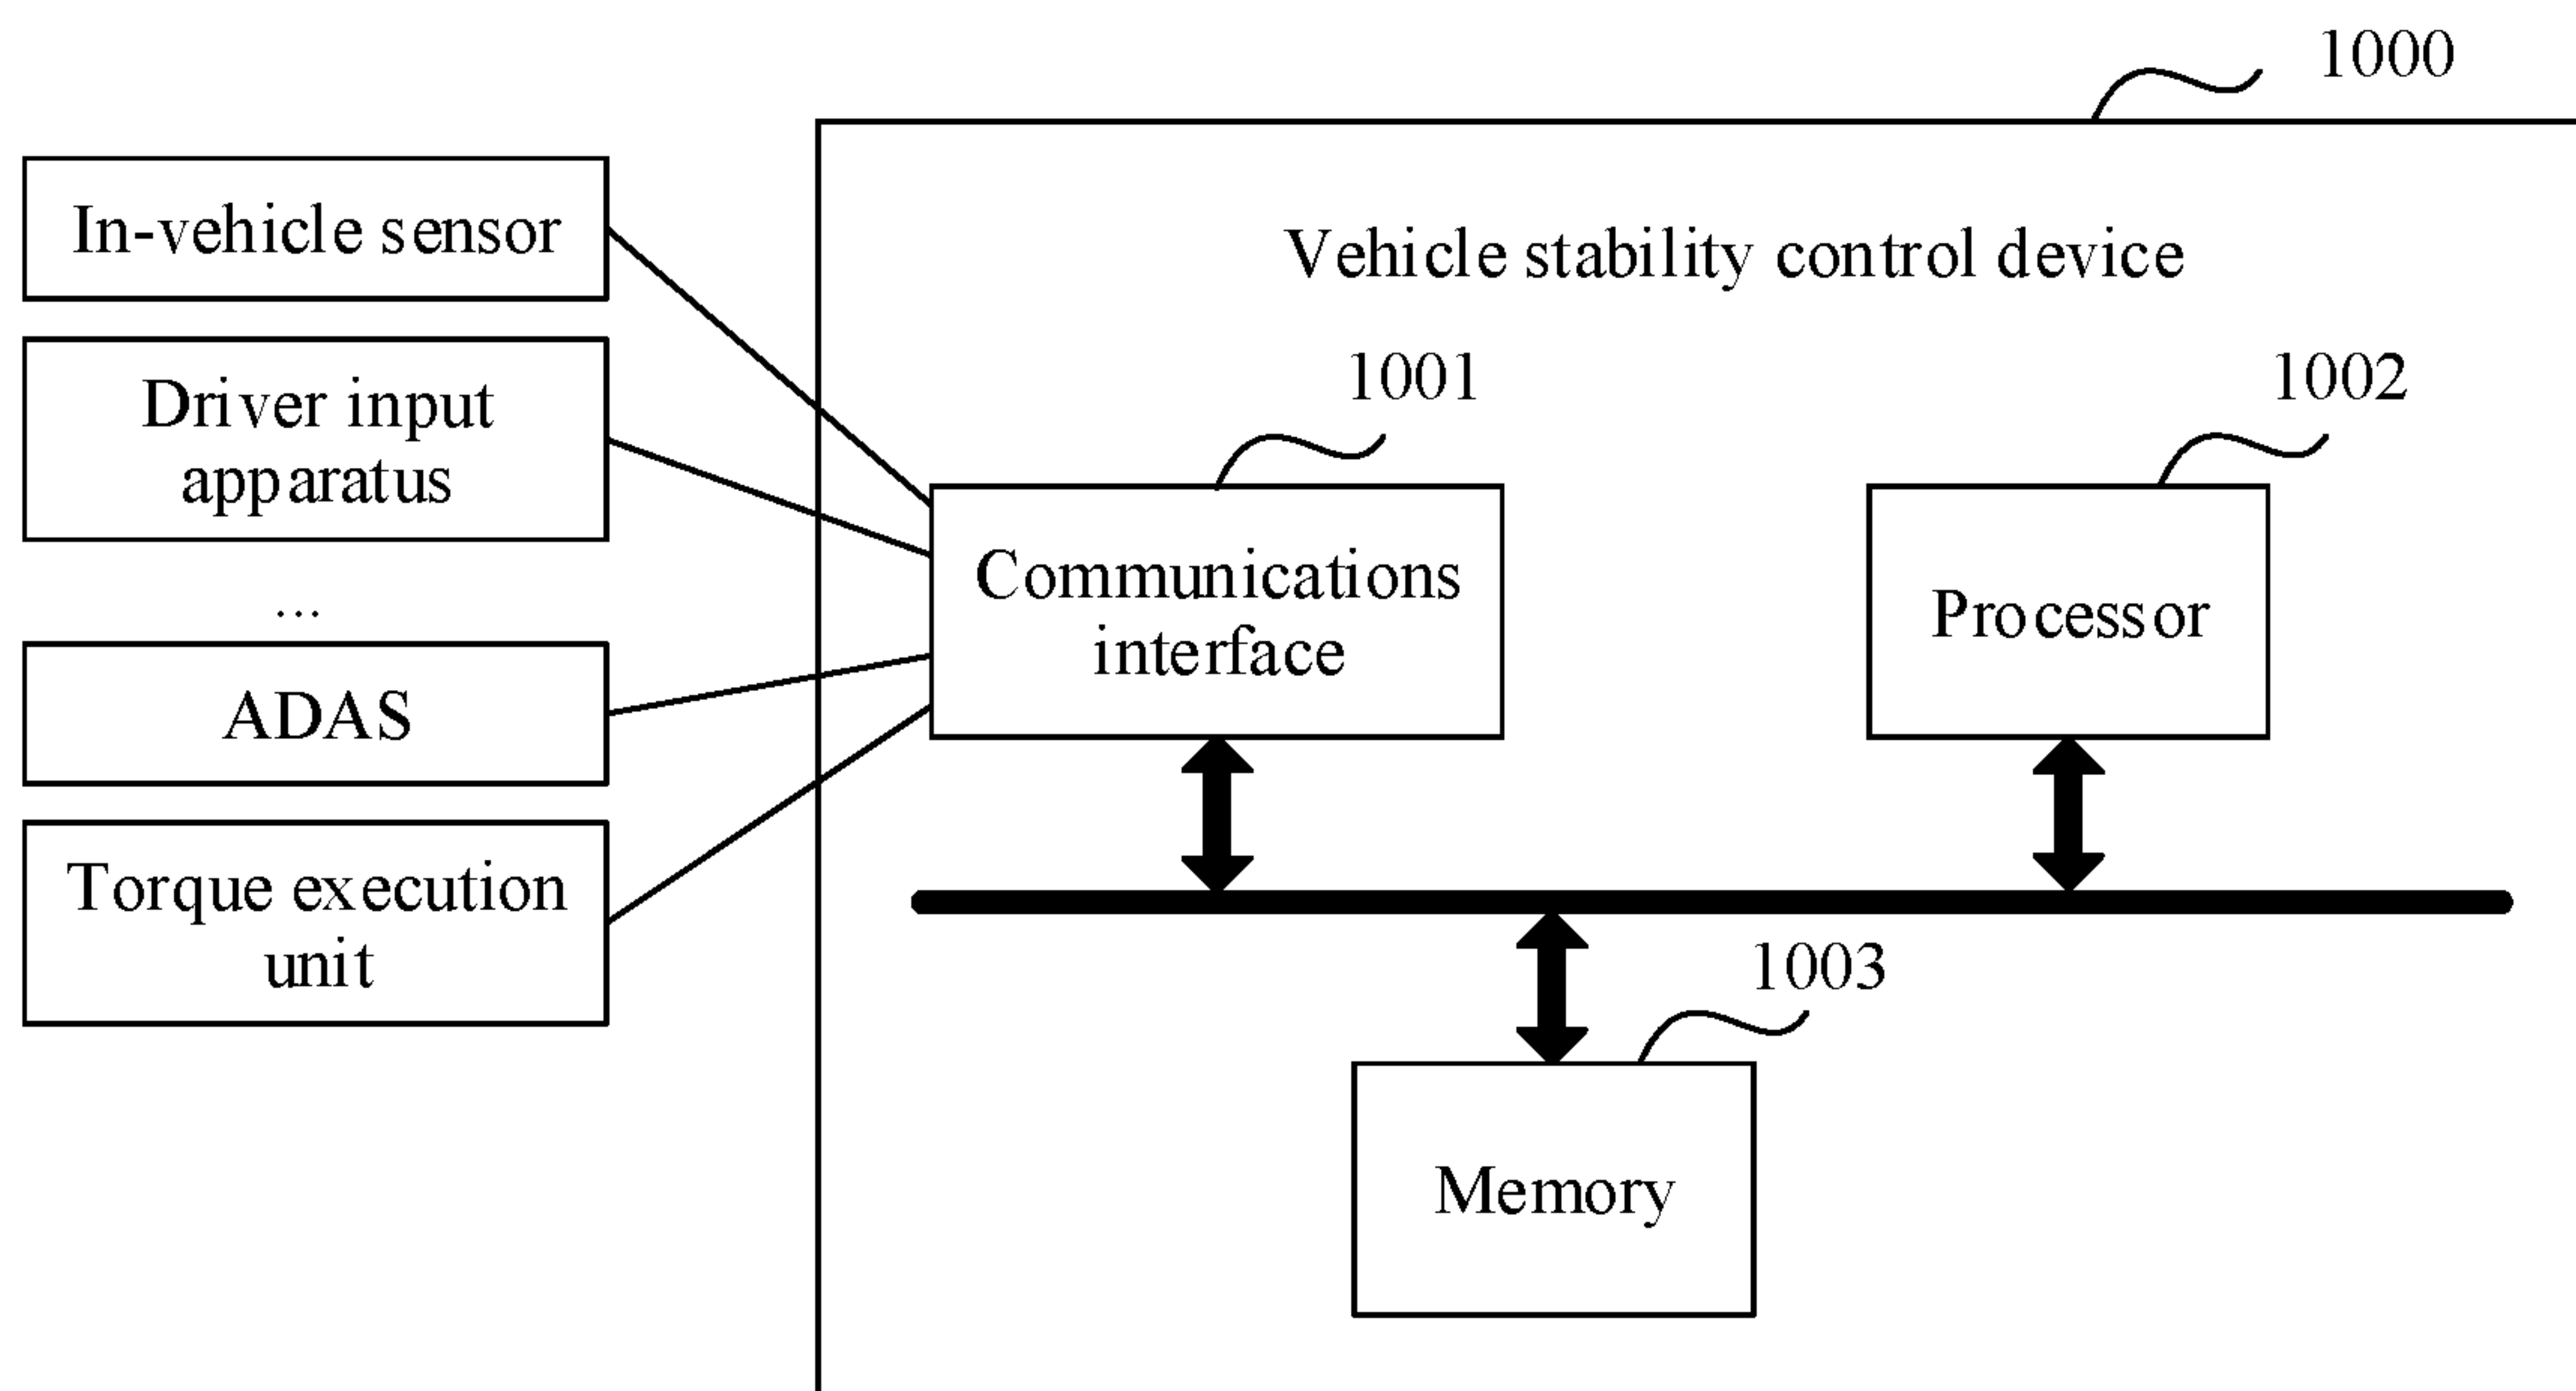 1000
In-vehicle sensor
Vehicle stability control device
Driver input
apparatus
1001
1002
Communications
interface
Processor
...
ADAS
Torque execution
unit
1003
Memory